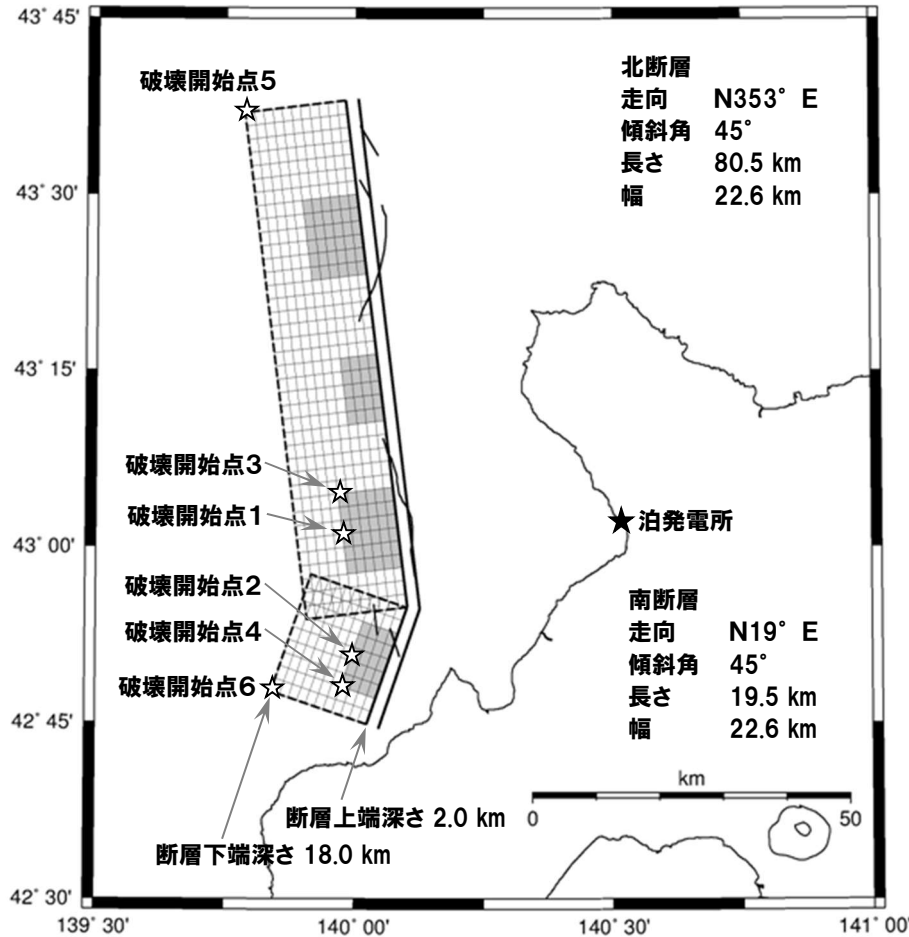 43° 45'
43° 30'
43° 15'
43° 00'
42° 45'
42° 30'
139° 30'
140° 00'
140° 30'
141° 00'
破壊開始点5
破壊開始点3
破壊開始点1
破壊開始点2
破壊開始点4
破壊開始点6
北断層
走向 N353° E
傾斜角 45°
長さ 80.5 km
幅 22.6 km
泊発電所
南断層
走向 N19° E
傾斜角 45°
長さ 19.5 km
幅 22.6 km
km
0 50
断層上端深さ 2.0 km
断層下端深さ 18.0 km